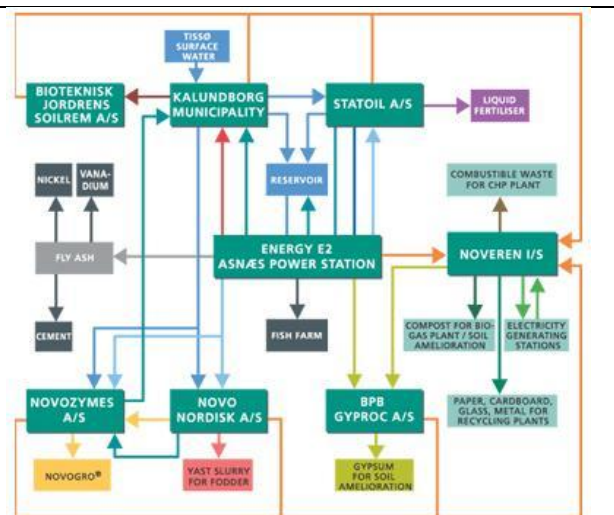 TISSØ
SURFACE
WATER
BIOTEKNISK
JORDRENS
SOILREM A/S
KALUNDBORG
MUNICIPALITY
STATOIL A/S
LIQUID
FERTILISER
NICKEL
VANA-
DIUM
RESERVOIR
COMBUSTIBLE WASTE
FOR CHP PLANT
FLY ASH
ENERGY E2
ASNÆS POWER STATION
NOVEREN I/S
CEMENT
FISH FARM
COMPOST FOR BIO-
GAS PLANT / SOIL
AMELIORATION
ELECTRICITY
GENERATING
STATIONS
NOVOZYMES
A/S
NOVO
NORDISK A/S
BPB
GYPROC A/S
PAPER, CARDBOARD,
GLASS, METAL FOR
RECYCLING PLANTS
NOVOGRO®
YAST SLURRY
FOR FODDER
GYPSUM
FOR SOIL
AMELIORATION